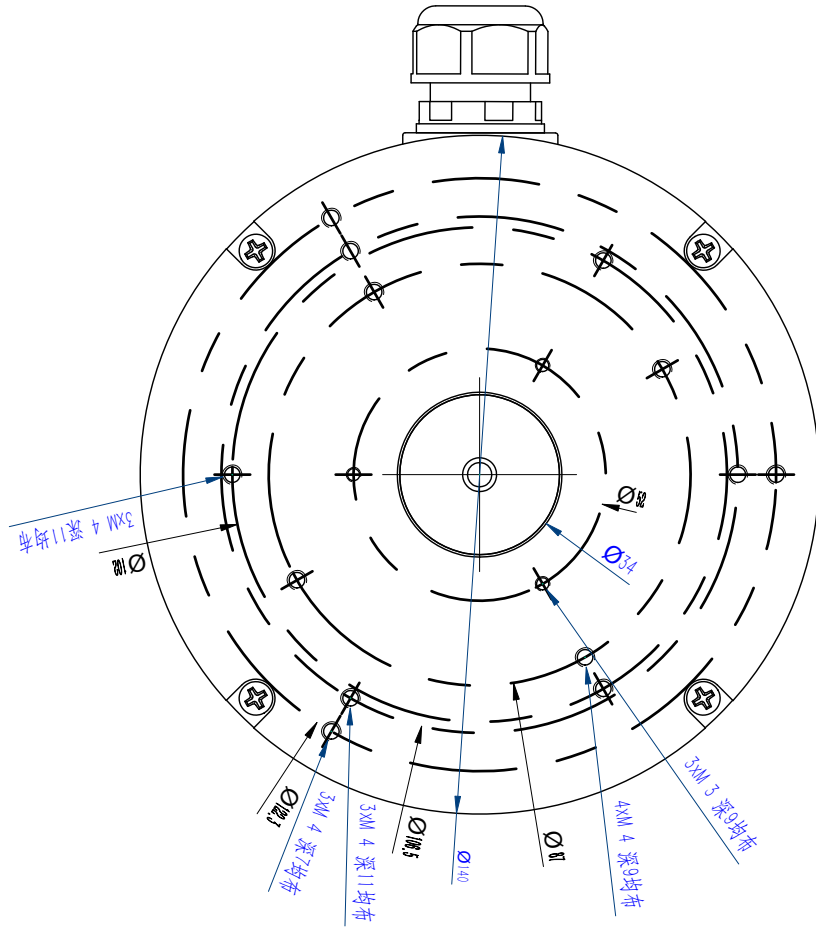 3xM 4 深11均布
Ø102
Ø52
Ø34
3xM 3 深9均布
4xM 4 深9均布
Ø87
Ø140
Ø106.5
3xM 4 深11均布
3xM 4 深7均布
Ø122.3